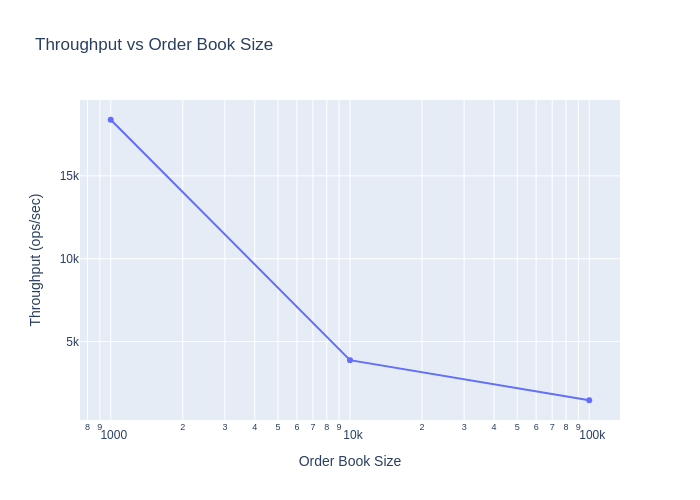 Throughput vs Order Book Size
Throughput (ops/sec)
15k
10k
5k
8 9 2 3 4 5 6 7 8 9 2 3 4 5 6 7 8 9
1000 10k 100k
Order Book Size